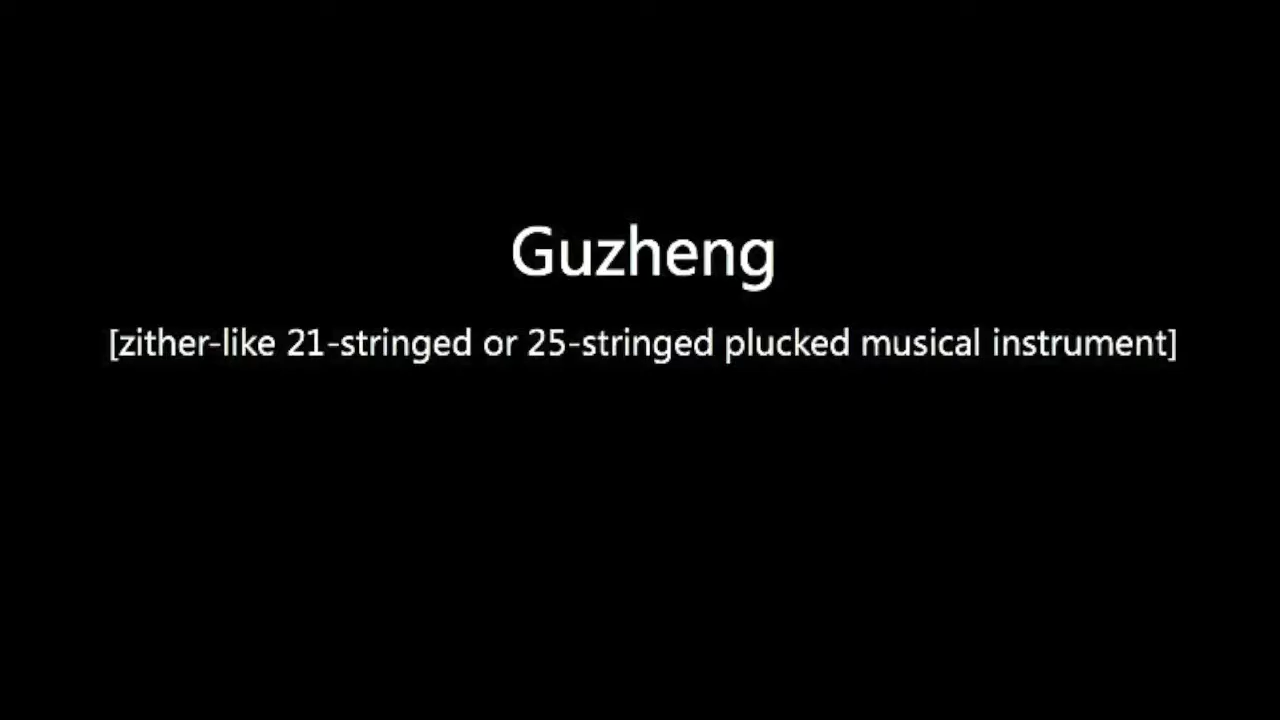 Guzheng
[zither-like 21-stringed or 25-stringed plucked musical instrument]